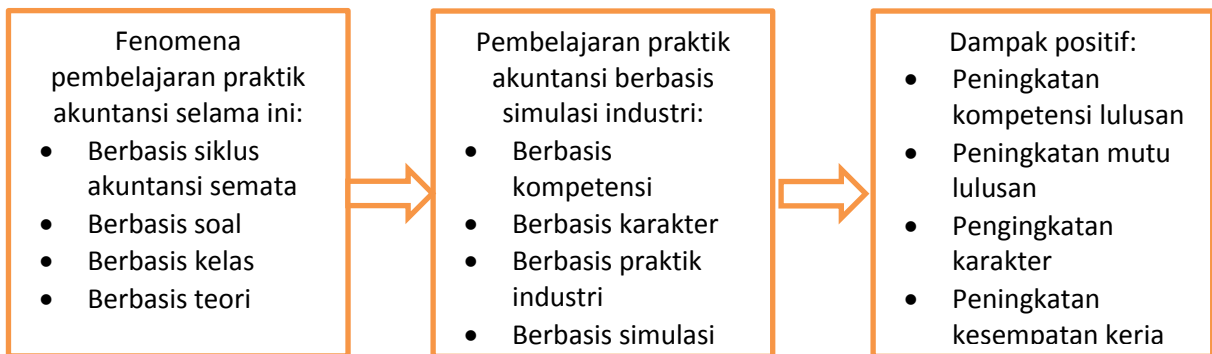 Fenomena
pembelajaran praktik
akuntansi selama ini:
• Berbasis siklus
akuntansi semata
• Berbasis soal
• Berbasis kelas
• Berbasis teori
Pembelajaran praktik
akuntansi berbasis
simulasi industri:
• Berbasis
kompetensi
• Berbasis karakter
• Berbasis praktik
industri
• Berbasis simulasi
Dampak positif:
• Peningkatan
kompetensi lulusan
• Peningkatan mutu
lulusan
• Pengingkatan
karakter
• Peningkatan
kesempatan kerja